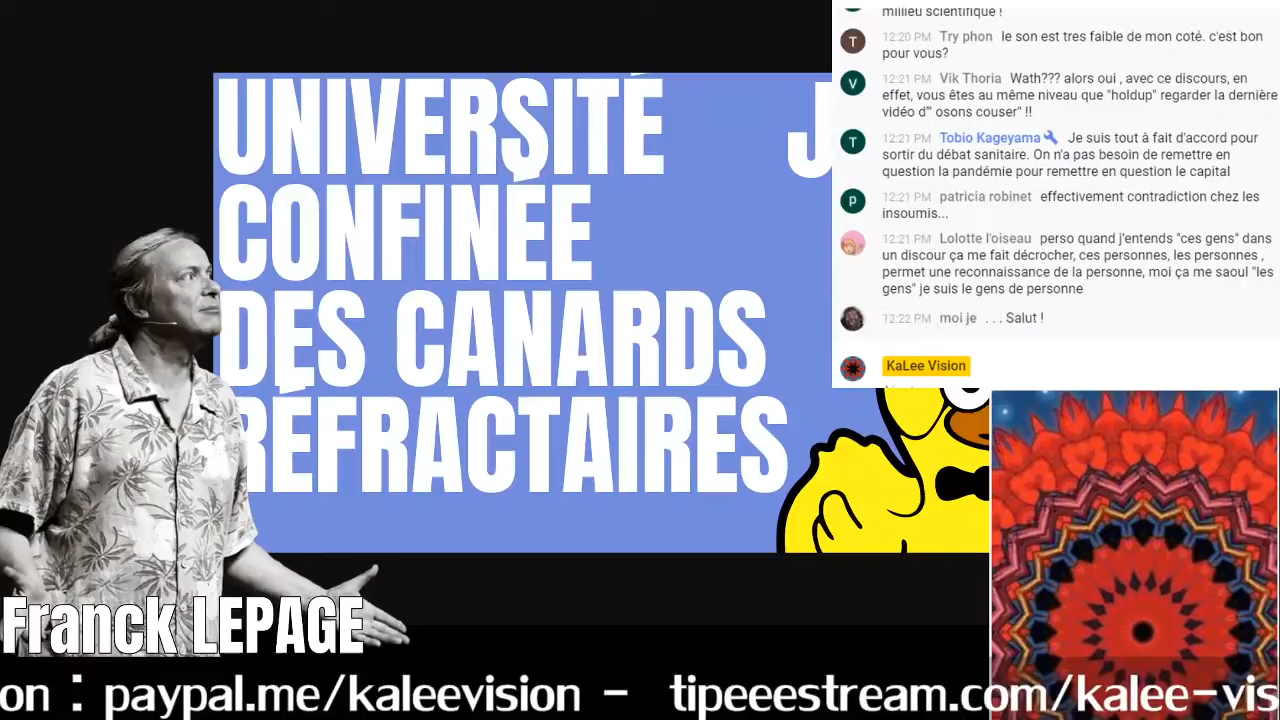 UNIVERSITÉ J
CONFINÉE
DES CANARDS
RÉFRACTAIRES
Franck LEPAGE
milieu scientifique !
T 12:20 PM Try phon le son est tres faible de mon coté. c'est bon
pour vous?
V 12:21 PM Vik Thoria Wath??? alors oui , avec ce discours, en
effet, vous êtes au même niveau que "holdup" regarder la dernière
vidéo d'" osons couser" !!
T 12:21 PM Tobio Kageyama Je suis tout à fait d'accord pour
sortir du débat sanitaire. On n'a pas besoin de remettre en
question la pandémie pour remettre en question le capital
p 12:21 PM patricia robinet effectivement contradiction chez les
insoumis...
12:21 PM Lolotte l'oiseau perso quand j'entends "ces gens" dans
un discour ça me fait décrocher, ces personnes, les personnes ,
permet une reconnaissance de la personne, moi ça me saoul "les
gens" je suis le gens de personne
12:22 PM moi je . . . Salut !
KaLee Vision
on : paypal.me/kaleevision - tipeeestream.com/kalee-vis